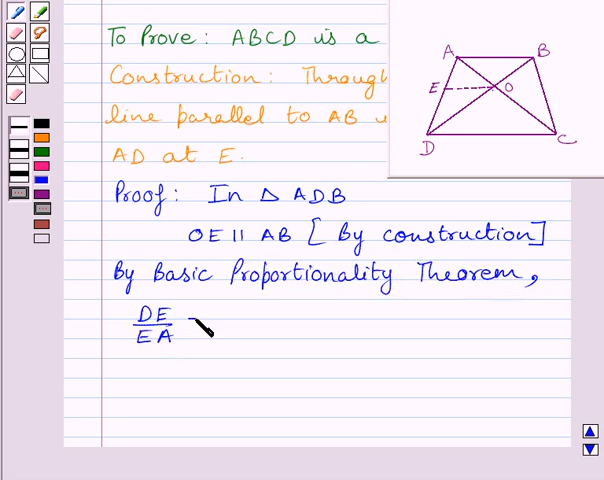 To Prove: ABCD is a
Construction: Through
line parallel to AB
AD at E.
Proof: In △ ADB
OE || AB [By construction]
By Basic Proportionality Theorem,
DE
EA
A B
E O
D C